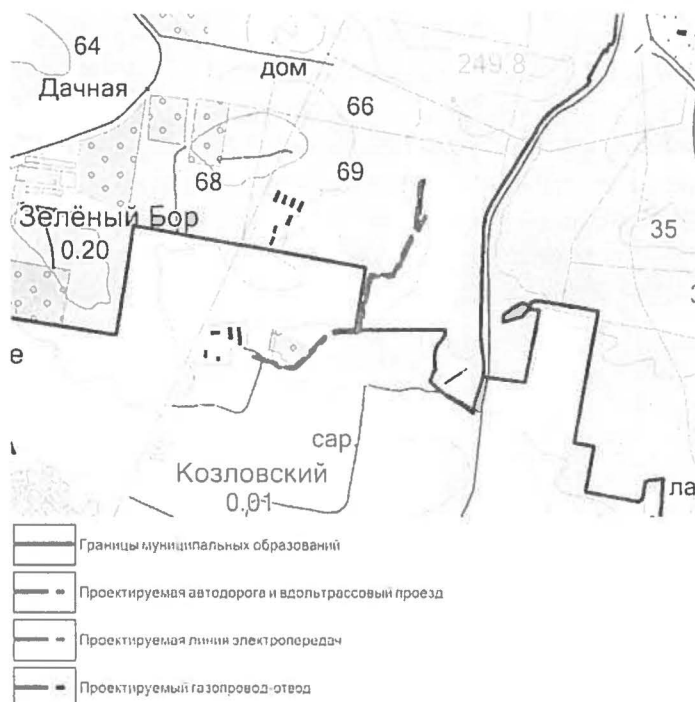 64
249.8
дом
Дачная
66
68
69
Зелёный Бор
0.20
35
е
сар.
Козловский
0.01
ла
Границы муниципальных образований
Проектируемая автодорога и вдольтрассовый проезд
Проектируемая линия электропередач
Проектируемый газопровод-отвод